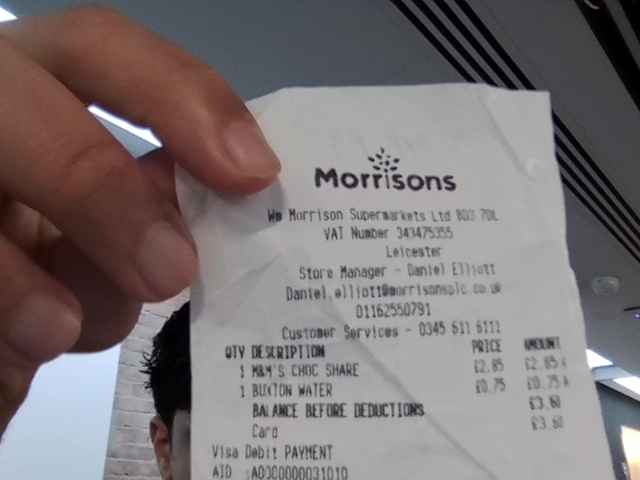 Morrisons
Wm Morrison Supermarkets Ltd BD3 7DL
VAT Number 343475355
Leicester
Store Manager - Daniel Elliott
Daniel.elliott@morrisonsplc.co.uk
01162550791
Customer Services - 0345 611 6111
QTY DESCRIPTION PRICE AMOUNT
1 M&M'S CHOC SHARE £2.85 £2.85
1 BUXTON WATER £0.75 £0.75
BALANCE BEFORE DEDUCTIONS £3.60
Card £3.60
Visa Debit PAYMENT
AID :A0000000031010